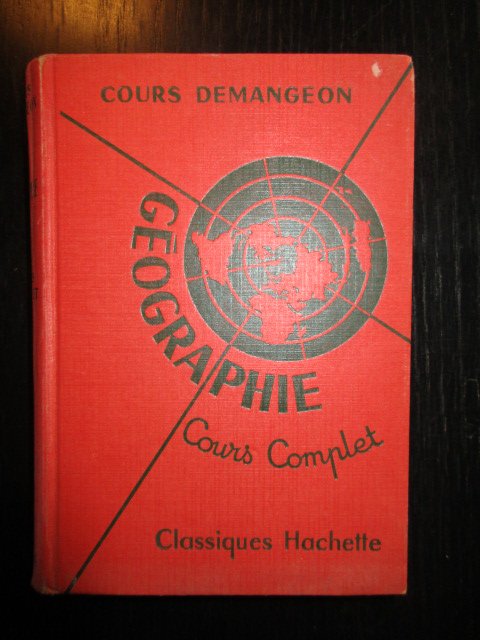 COURS DEMANGEON
GÉOGRAPHIE
Cours Complet
Classiques Hachette